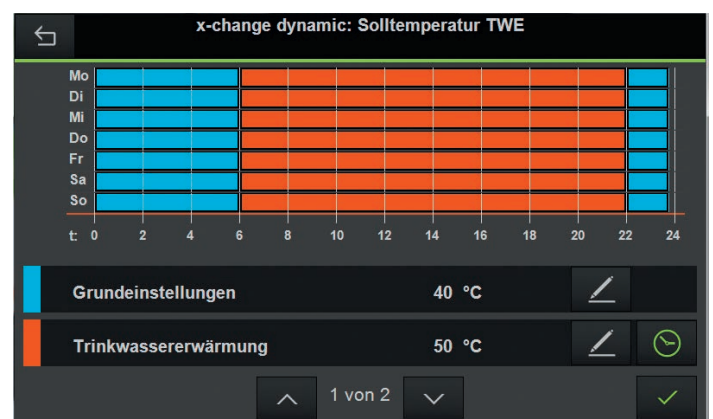 x-change dynamic: Solltemperatur TWE
Mo
Di
Mi
Do
Fr
Sa
So
t: 0 2 4 6 8 10 12 14 16 18 20 22 24
Grundeinstellungen 40 °C
Trinkwassererwärmung 50 °C
1 von 2